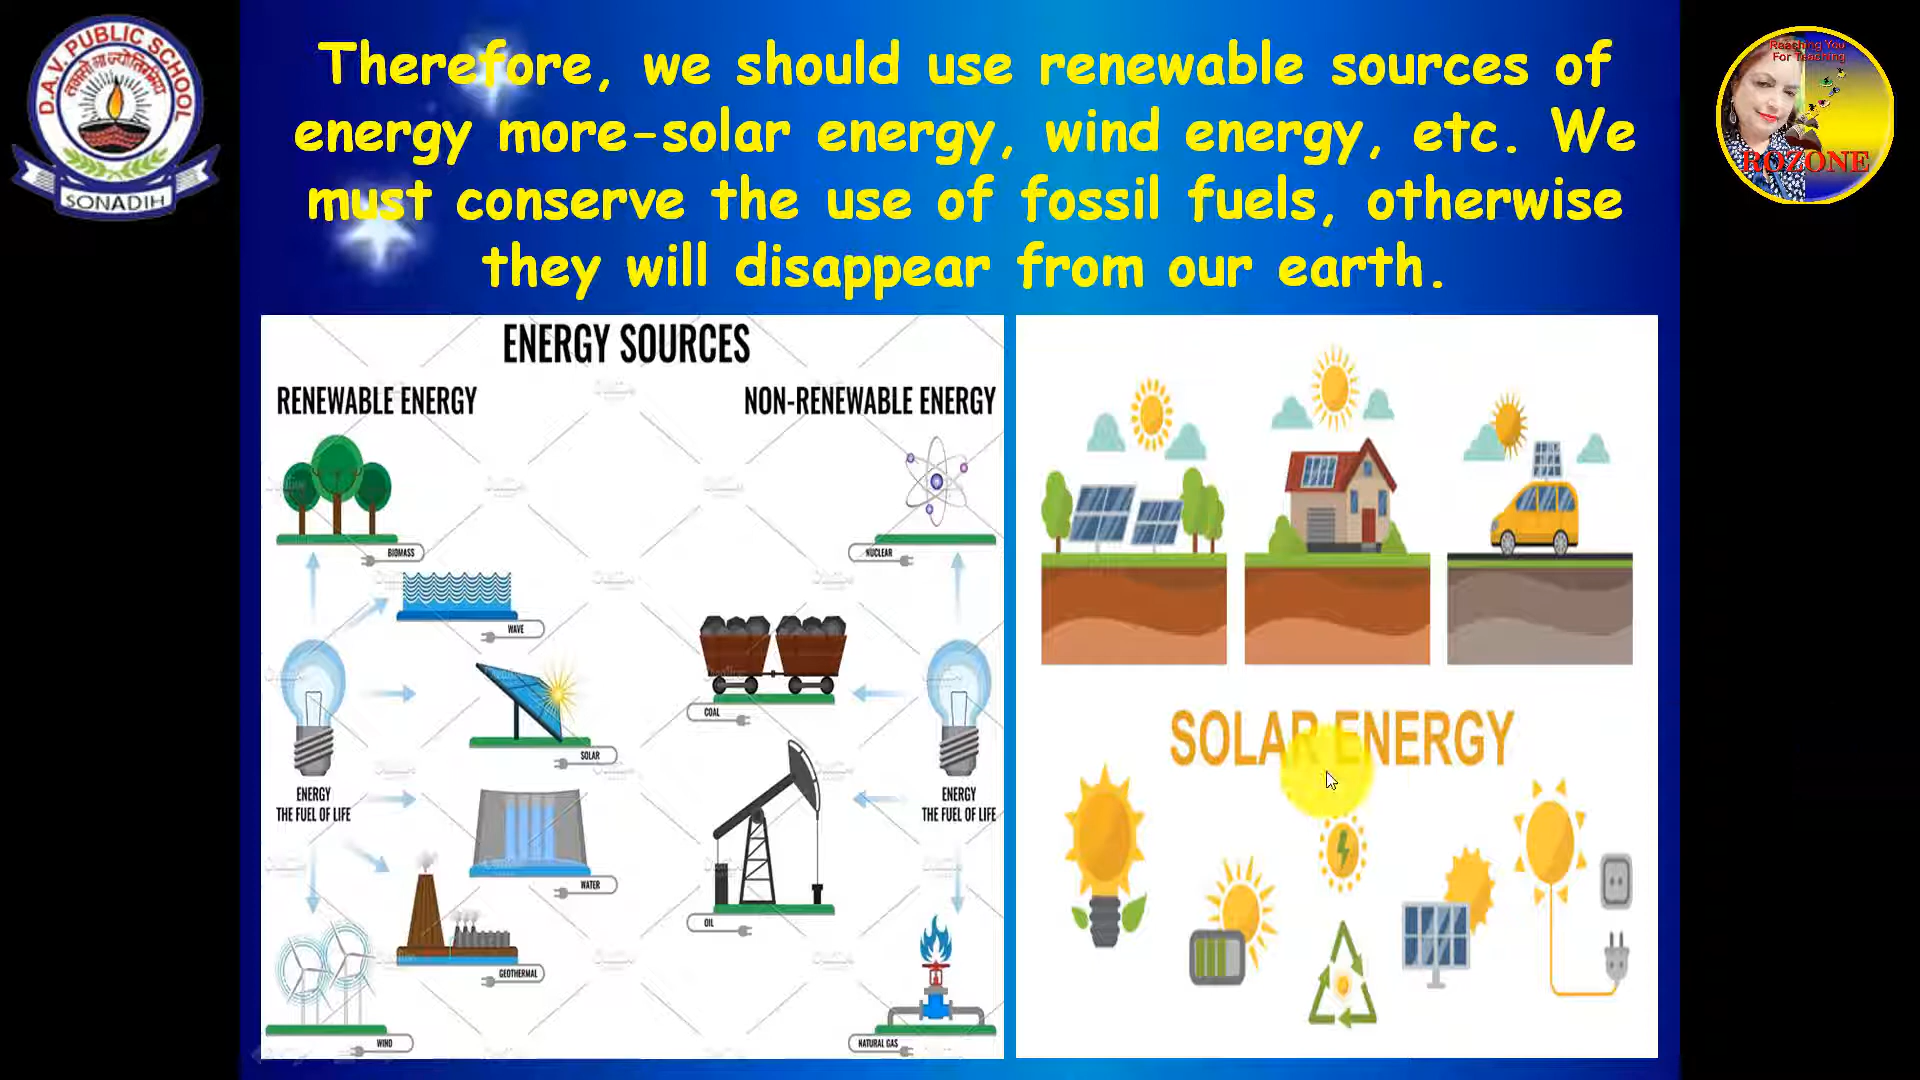 D.A.V. PUBLIC SCHOOL
SONADIH
Reaching You
For Teaching
ROZONE
Therefore, we should use renewable sources of
energy more-solar energy, wind energy, etc. We
must conserve the use of fossil fuels, otherwise
they will disappear from our earth.
ENERGY SOURCES
RENEWABLE ENERGY
NON-RENEWABLE ENERGY
BIOMASS
NUCLEAR
WAVE
COAL
SOLAR
ENERGY
THE FUEL OF LIFE
ENERGY
THE FUEL OF LIFE
WATER
OIL
GEOTHERMAL
WIND
NATURAL GAS
SOLAR ENERGY